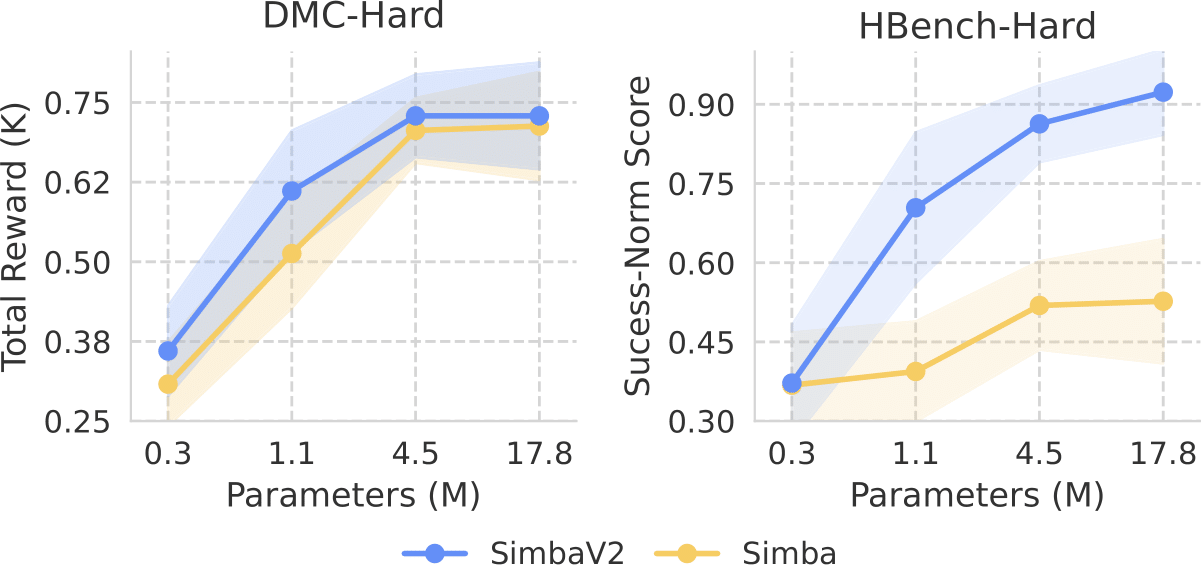 DMC-Hard
Total Reward (K)
0.75
0.62
0.50
0.38
0.25
0.3 1.1 4.5 17.8
Parameters (M)
HBench-Hard
Sucess-Norm Score
0.90
0.75
0.60
0.45
0.30
0.3 1.1 4.5 17.8
Parameters (M)
SimbaV2 Simba